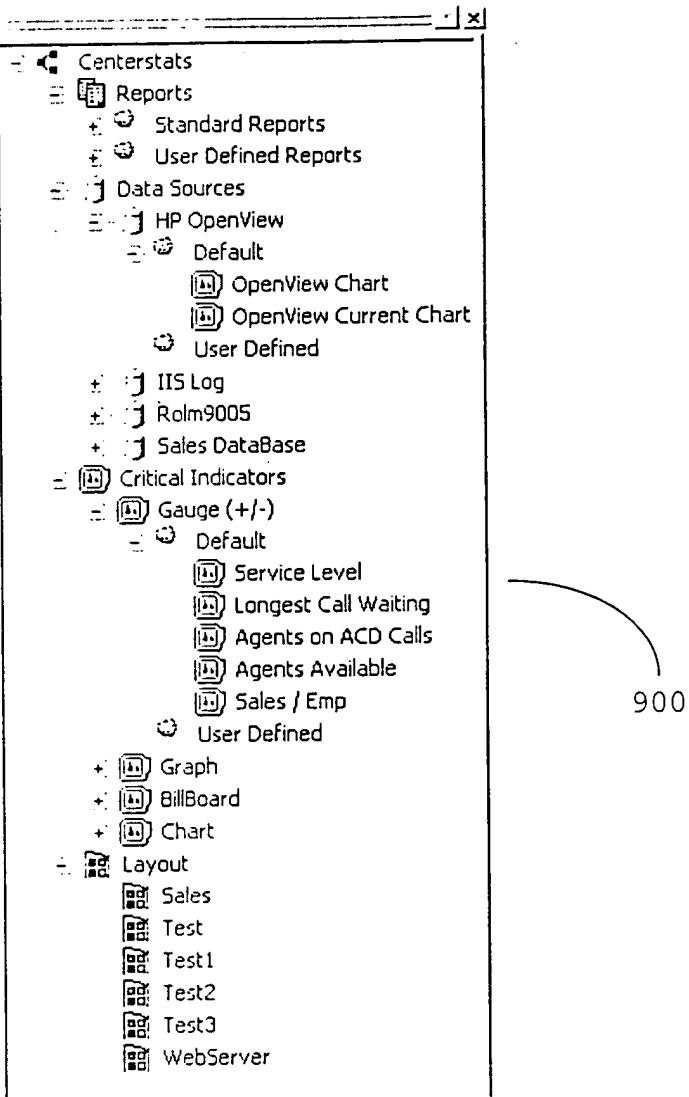 Centerstats
Reports
Standard Reports
User Defined Reports
Data Sources
HP OpenView
Default
OpenView Chart
OpenView Current Chart
User Defined
IIS Log
Rolm9005
Sales DataBase
Critical Indicators
Gauge (+/-)
Default
Service Level
Longest Call Waiting
Agents on ACD Calls
Agents Available
Sales / Emp
User Defined
Graph
BillBoard
Chart
Layout
Sales
Test
Test1
Test2
Test3
WebServer
900